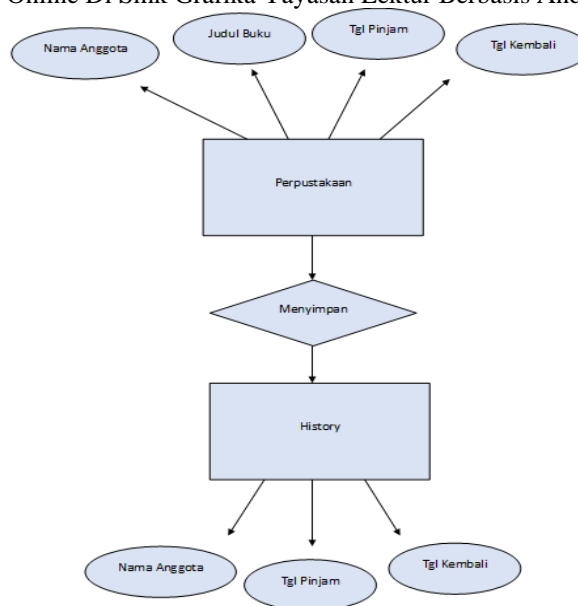 Online Di Smk Grafika Yayasan Lektur Berbasis
Nama Anggota
Judul Buku
Tgl Pinjam
Tgl Kembali
Perpustakaan
Menyimpan
History
Nama Anggota
Tgl Pinjam
Tgl Kembali